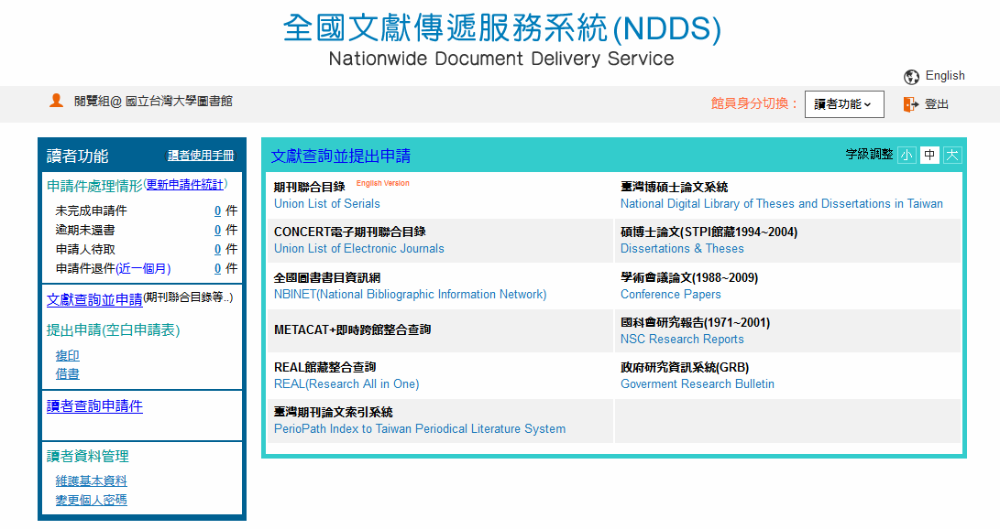 全國文獻傳遞服務系統(NDDS)
Nationwide Document Delivery Service
English
閱覽組@ 國立台灣大學圖書館
館員身分切換：
讀者功能
登出
讀者功能
(讀者使用手冊
申請件處理情形(更新申請件統計)
未完成申請件 0 件
逾期未還書 0 件
申請人待取 0 件
申請件退件(近一個月) 0 件
文獻查詢並申請(期刊聯合目錄等..)
提出申請(空白申請表)
複印
借書
讀者查詢申請件
讀者資料管理
維護基本資料
變更個人密碼
文獻查詢並提出申請
字級調整 小 中 大
期刊聯合目錄 English Version
Union List of Serials
臺灣博碩士論文系統
National Digital Library of Theses and Dissertations in Taiwan
CONCERT電子期刊聯合目錄
Union List of Electronic Journals
碩博士論文(STPI館藏1994~2004)
Dissertations & Theses
全國圖書書目資訊網
NBINET(National Bibliographic Information Network)
學術會議論文(1988~2009)
Conference Papers
METACAT+即時跨館整合查詢
國科會研究報告(1971~2001)
NSC Research Reports
REAL館藏整合查詢
REAL(Research All in One)
政府研究資訊系統(GRB)
Goverment Research Bulletin
臺灣期刊論文索引系統
PerioPath Index to Taiwan Periodical Literature System